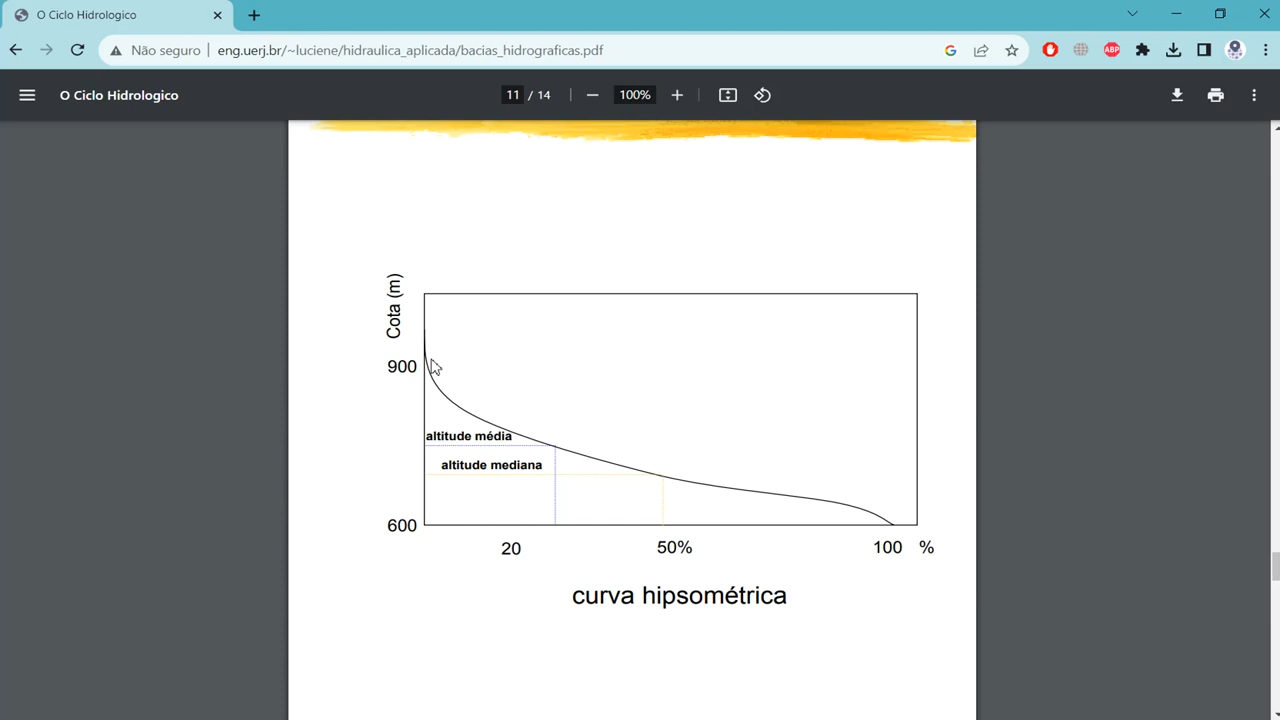 O Ciclo Hidrologico
Não seguro
eng.uerj.br/~luciene/hidraulica_aplicada/bacias_hidrograficas.pdf
ABP
O Ciclo Hidrologico
11 / 14
100%
Cota (m)
900
altitude média
altitude mediana
600
20 50% 100 %
curva hipsométrica